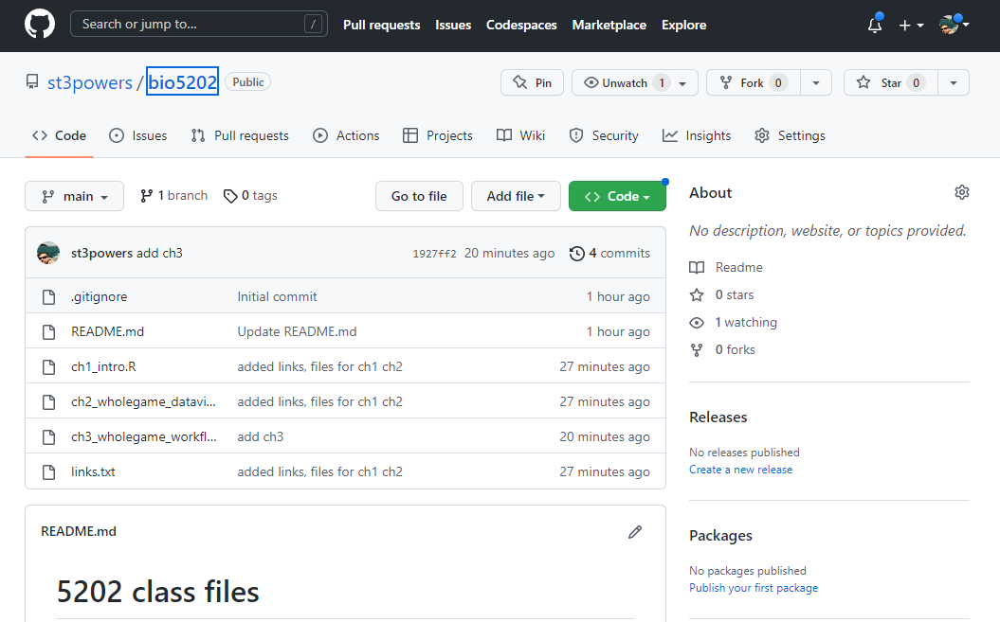 Search or jump to... / Pull requests Issues Codespaces Marketplace Explore
st3powers / bio5202 Public Pin Unwatch 1 Fork 0 Star 0
Code Issues Pull requests Actions Projects Wiki Security Insights Settings
main 1 branch 0 tags Go to file Add file Code
st3powers add ch3 1927ff2 20 minutes ago 4 commits
.gitignore Initial commit 1 hour ago
README.md Update README.md 1 hour ago
ch1_intro.R added links, files for ch1 ch2 27 minutes ago
ch2_wholegame_datavi... added links, files for ch1 ch2 27 minutes ago
ch3_wholegame_workfl... add ch3 20 minutes ago
links.txt added links, files for ch1 ch2 27 minutes ago
README.md
5202 class files
About
No description, website, or topics provided.
Readme
0 stars
1 watching
0 forks
Releases
No releases published
Create a new release
Packages
No packages published
Publish your first package